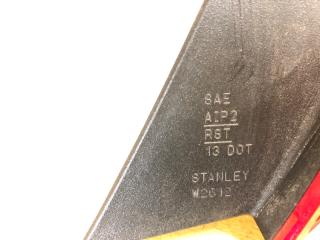 SAE
AIP2
RST
13 DOT
STANLEY
W2612